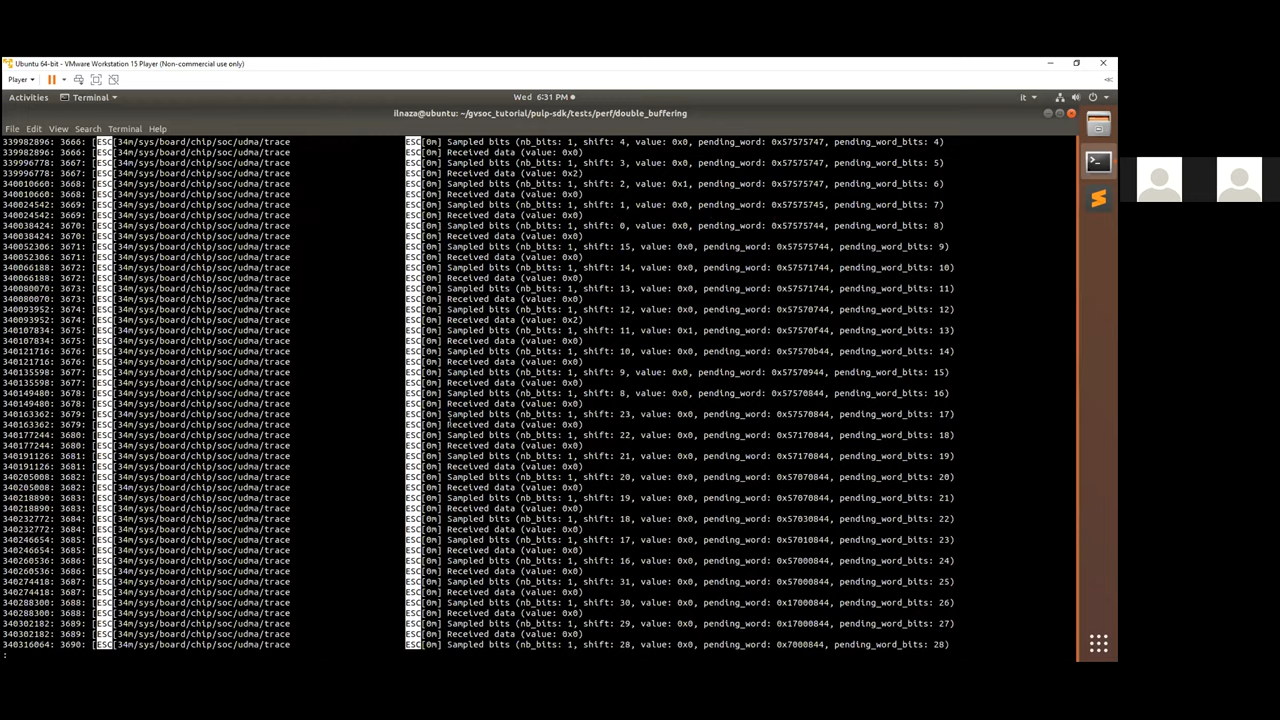 Ubuntu 64-bit - VMware Workstation 15 Player (Non-commercial use only)
Player
Activities Terminal Wed 6:31 PM it
ilnaza@ubuntu: ~/gvsoc_tutorial/pulp-sdk/tests/perf/double_buffering
File Edit View Search Terminal Help
339982896: 3666: [ESC[34m/sys/board/chip/soc/udma/trace ESC[0m] Sampled bits (nb_bits: 1, shift: 4, value: 0x0, pending_word: 0x57575747, pending_word_bits: 4)
339982896: 3666: [ESC[34m/sys/board/chip/soc/udma/trace ESC[0m] Received data (value: 0x0)
339996778: 3667: [ESC[34m/sys/board/chip/soc/udma/trace ESC[0m] Sampled bits (nb_bits: 1, shift: 3, value: 0x0, pending_word: 0x57575747, pending_word_bits: 5)
339996778: 3667: [ESC[34m/sys/board/chip/soc/udma/trace ESC[0m] Received data (value: 0x2)
340010660: 3668: [ESC[34m/sys/board/chip/soc/udma/trace ESC[0m] Sampled bits (nb_bits: 1, shift: 2, value: 0x1, pending_word: 0x57575747, pending_word_bits: 6)
340010660: 3668: [ESC[34m/sys/board/chip/soc/udma/trace ESC[0m] Received data (value: 0x0)
340024542: 3669: [ESC[34m/sys/board/chip/soc/udma/trace ESC[0m] Sampled bits (nb_bits: 1, shift: 1, value: 0x0, pending_word: 0x57575745, pending_word_bits: 7)
340024542: 3669: [ESC[34m/sys/board/chip/soc/udma/trace ESC[0m] Received data (value: 0x0)
340038424: 3670: [ESC[34m/sys/board/chip/soc/udma/trace ESC[0m] Sampled bits (nb_bits: 1, shift: 0, value: 0x0, pending_word: 0x57575744, pending_word_bits: 8)
340038424: 3670: [ESC[34m/sys/board/chip/soc/udma/trace ESC[0m] Received data (value: 0x0)
340052306: 3671: [ESC[34m/sys/board/chip/soc/udma/trace ESC[0m] Sampled bits (nb_bits: 1, shift: 15, value: 0x0, pending_word: 0x57575744, pending_word_bits: 9)
340052306: 3671: [ESC[34m/sys/board/chip/soc/udma/trace ESC[0m] Received data (value: 0x0)
340066188: 3672: [ESC[34m/sys/board/chip/soc/udma/trace ESC[0m] Sampled bits (nb_bits: 1, shift: 14, value: 0x0, pending_word: 0x57571744, pending_word_bits: 10)
340066188: 3672: [ESC[34m/sys/board/chip/soc/udma/trace ESC[0m] Received data (value: 0x0)
340080070: 3673: [ESC[34m/sys/board/chip/soc/udma/trace ESC[0m] Sampled bits (nb_bits: 1, shift: 13, value: 0x0, pending_word: 0x57571744, pending_word_bits: 11)
340080070: 3673: [ESC[34m/sys/board/chip/soc/udma/trace ESC[0m] Received data (value: 0x0)
340093952: 3674: [ESC[34m/sys/board/chip/soc/udma/trace ESC[0m] Sampled bits (nb_bits: 1, shift: 12, value: 0x0, pending_word: 0x57570744, pending_word_bits: 12)
340093952: 3674: [ESC[34m/sys/board/chip/soc/udma/trace ESC[0m] Received data (value: 0x2)
340107834: 3675: [ESC[34m/sys/board/chip/soc/udma/trace ESC[0m] Sampled bits (nb_bits: 1, shift: 11, value: 0x1, pending_word: 0x57570f44, pending_word_bits: 13)
340107834: 3675: [ESC[34m/sys/board/chip/soc/udma/trace ESC[0m] Received data (value: 0x0)
340121716: 3676: [ESC[34m/sys/board/chip/soc/udma/trace ESC[0m] Sampled bits (nb_bits: 1, shift: 10, value: 0x0, pending_word: 0x57570b44, pending_word_bits: 14)
340121716: 3676: [ESC[34m/sys/board/chip/soc/udma/trace ESC[0m] Received data (value: 0x0)
340135598: 3677: [ESC[34m/sys/board/chip/soc/udma/trace ESC[0m] Sampled bits (nb_bits: 1, shift: 9, value: 0x0, pending_word: 0x57570944, pending_word_bits: 15)
340135598: 3677: [ESC[34m/sys/board/chip/soc/udma/trace ESC[0m] Received data (value: 0x0)
340149480: 3678: [ESC[34m/sys/board/chip/soc/udma/trace ESC[0m] Sampled bits (nb_bits: 1, shift: 8, value: 0x0, pending_word: 0x57570844, pending_word_bits: 16)
340149480: 3678: [ESC[34m/sys/board/chip/soc/udma/trace ESC[0m] Received data (value: 0x0)
340163362: 3679: [ESC[34m/sys/board/chip/soc/udma/trace ESC[0m] Sampled bits (nb_bits: 1, shift: 23, value: 0x0, pending_word: 0x57570844, pending_word_bits: 17)
340163362: 3679: [ESC[34m/sys/board/chip/soc/udma/trace ESC[0m] Received data (value: 0x0)
340177244: 3680: [ESC[34m/sys/board/chip/soc/udma/trace ESC[0m] Sampled bits (nb_bits: 1, shift: 22, value: 0x0, pending_word: 0x57170844, pending_word_bits: 18)
340177244: 3680: [ESC[34m/sys/board/chip/soc/udma/trace ESC[0m] Received data (value: 0x0)
340191126: 3681: [ESC[34m/sys/board/chip/soc/udma/trace ESC[0m] Sampled bits (nb_bits: 1, shift: 21, value: 0x0, pending_word: 0x57170844, pending_word_bits: 19)
340191126: 3681: [ESC[34m/sys/board/chip/soc/udma/trace ESC[0m] Received data (value: 0x0)
340205008: 3682: [ESC[34m/sys/board/chip/soc/udma/trace ESC[0m] Sampled bits (nb_bits: 1, shift: 20, value: 0x0, pending_word: 0x57070844, pending_word_bits: 20)
340205008: 3682: [ESC[34m/sys/board/chip/soc/udma/trace ESC[0m] Received data (value: 0x0)
340218890: 3683: [ESC[34m/sys/board/chip/soc/udma/trace ESC[0m] Sampled bits (nb_bits: 1, shift: 19, value: 0x0, pending_word: 0x57070844, pending_word_bits: 21)
340218890: 3683: [ESC[34m/sys/board/chip/soc/udma/trace ESC[0m] Received data (value: 0x0)
340232772: 3684: [ESC[34m/sys/board/chip/soc/udma/trace ESC[0m] Sampled bits (nb_bits: 1, shift: 18, value: 0x0, pending_word: 0x57030844, pending_word_bits: 22)
340232772: 3684: [ESC[34m/sys/board/chip/soc/udma/trace ESC[0m] Received data (value: 0x0)
340246654: 3685: [ESC[34m/sys/board/chip/soc/udma/trace ESC[0m] Sampled bits (nb_bits: 1, shift: 17, value: 0x0, pending_word: 0x57010844, pending_word_bits: 23)
340246654: 3685: [ESC[34m/sys/board/chip/soc/udma/trace ESC[0m] Received data (value: 0x0)
340260536: 3686: [ESC[34m/sys/board/chip/soc/udma/trace ESC[0m] Sampled bits (nb_bits: 1, shift: 16, value: 0x0, pending_word: 0x57000844, pending_word_bits: 24)
340260536: 3686: [ESC[34m/sys/board/chip/soc/udma/trace ESC[0m] Received data (value: 0x0)
340274418: 3687: [ESC[34m/sys/board/chip/soc/udma/trace ESC[0m] Sampled bits (nb_bits: 1, shift: 31, value: 0x0, pending_word: 0x57000844, pending_word_bits: 25)
340274418: 3687: [ESC[34m/sys/board/chip/soc/udma/trace ESC[0m] Received data (value: 0x0)
340288300: 3688: [ESC[34m/sys/board/chip/soc/udma/trace ESC[0m] Sampled bits (nb_bits: 1, shift: 30, value: 0x0, pending_word: 0x17000844, pending_word_bits: 26)
340288300: 3688: [ESC[34m/sys/board/chip/soc/udma/trace ESC[0m] Received data (value: 0x0)
340302182: 3689: [ESC[34m/sys/board/chip/soc/udma/trace ESC[0m] Sampled bits (nb_bits: 1, shift: 29, value: 0x0, pending_word: 0x17000844, pending_word_bits: 27)
340302182: 3689: [ESC[34m/sys/board/chip/soc/udma/trace ESC[0m] Received data (value: 0x0)
340316064: 3690: [ESC[34m/sys/board/chip/soc/udma/trace ESC[0m] Sampled bits (nb_bits: 1, shift: 28, value: 0x0, pending_word: 0x7000844, pending_word_bits: 28)
: